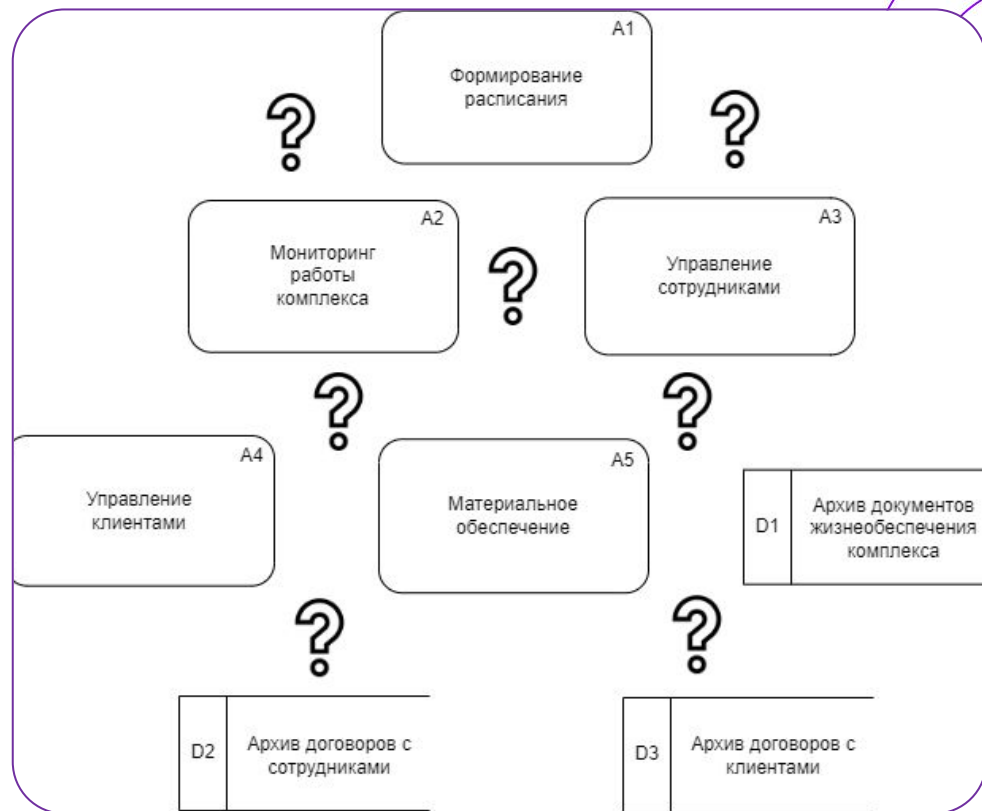 A1
Формирование
расписания
A2
Мониторинг
работы
комплекса
A3
Управление
сотрудниками
A4
Управление
клиентами
A5
Материальное
обеспечение
D1
Архив документов
жизнеобеспечения
комплекса
D2
Архив договоров с
сотрудниками
D3
Архив договоров с
клиентами